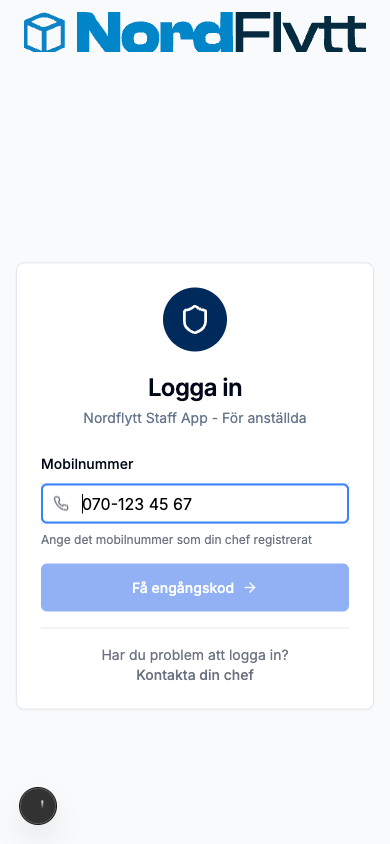 NordFlytt
Logga in
Nordflytt Staff App - För anställda
Mobilnummer
070-123 45 67
Ange det mobilnummer som din chef registrerat
Få engångskod
Har du problem att logga in?
Kontakta din chef